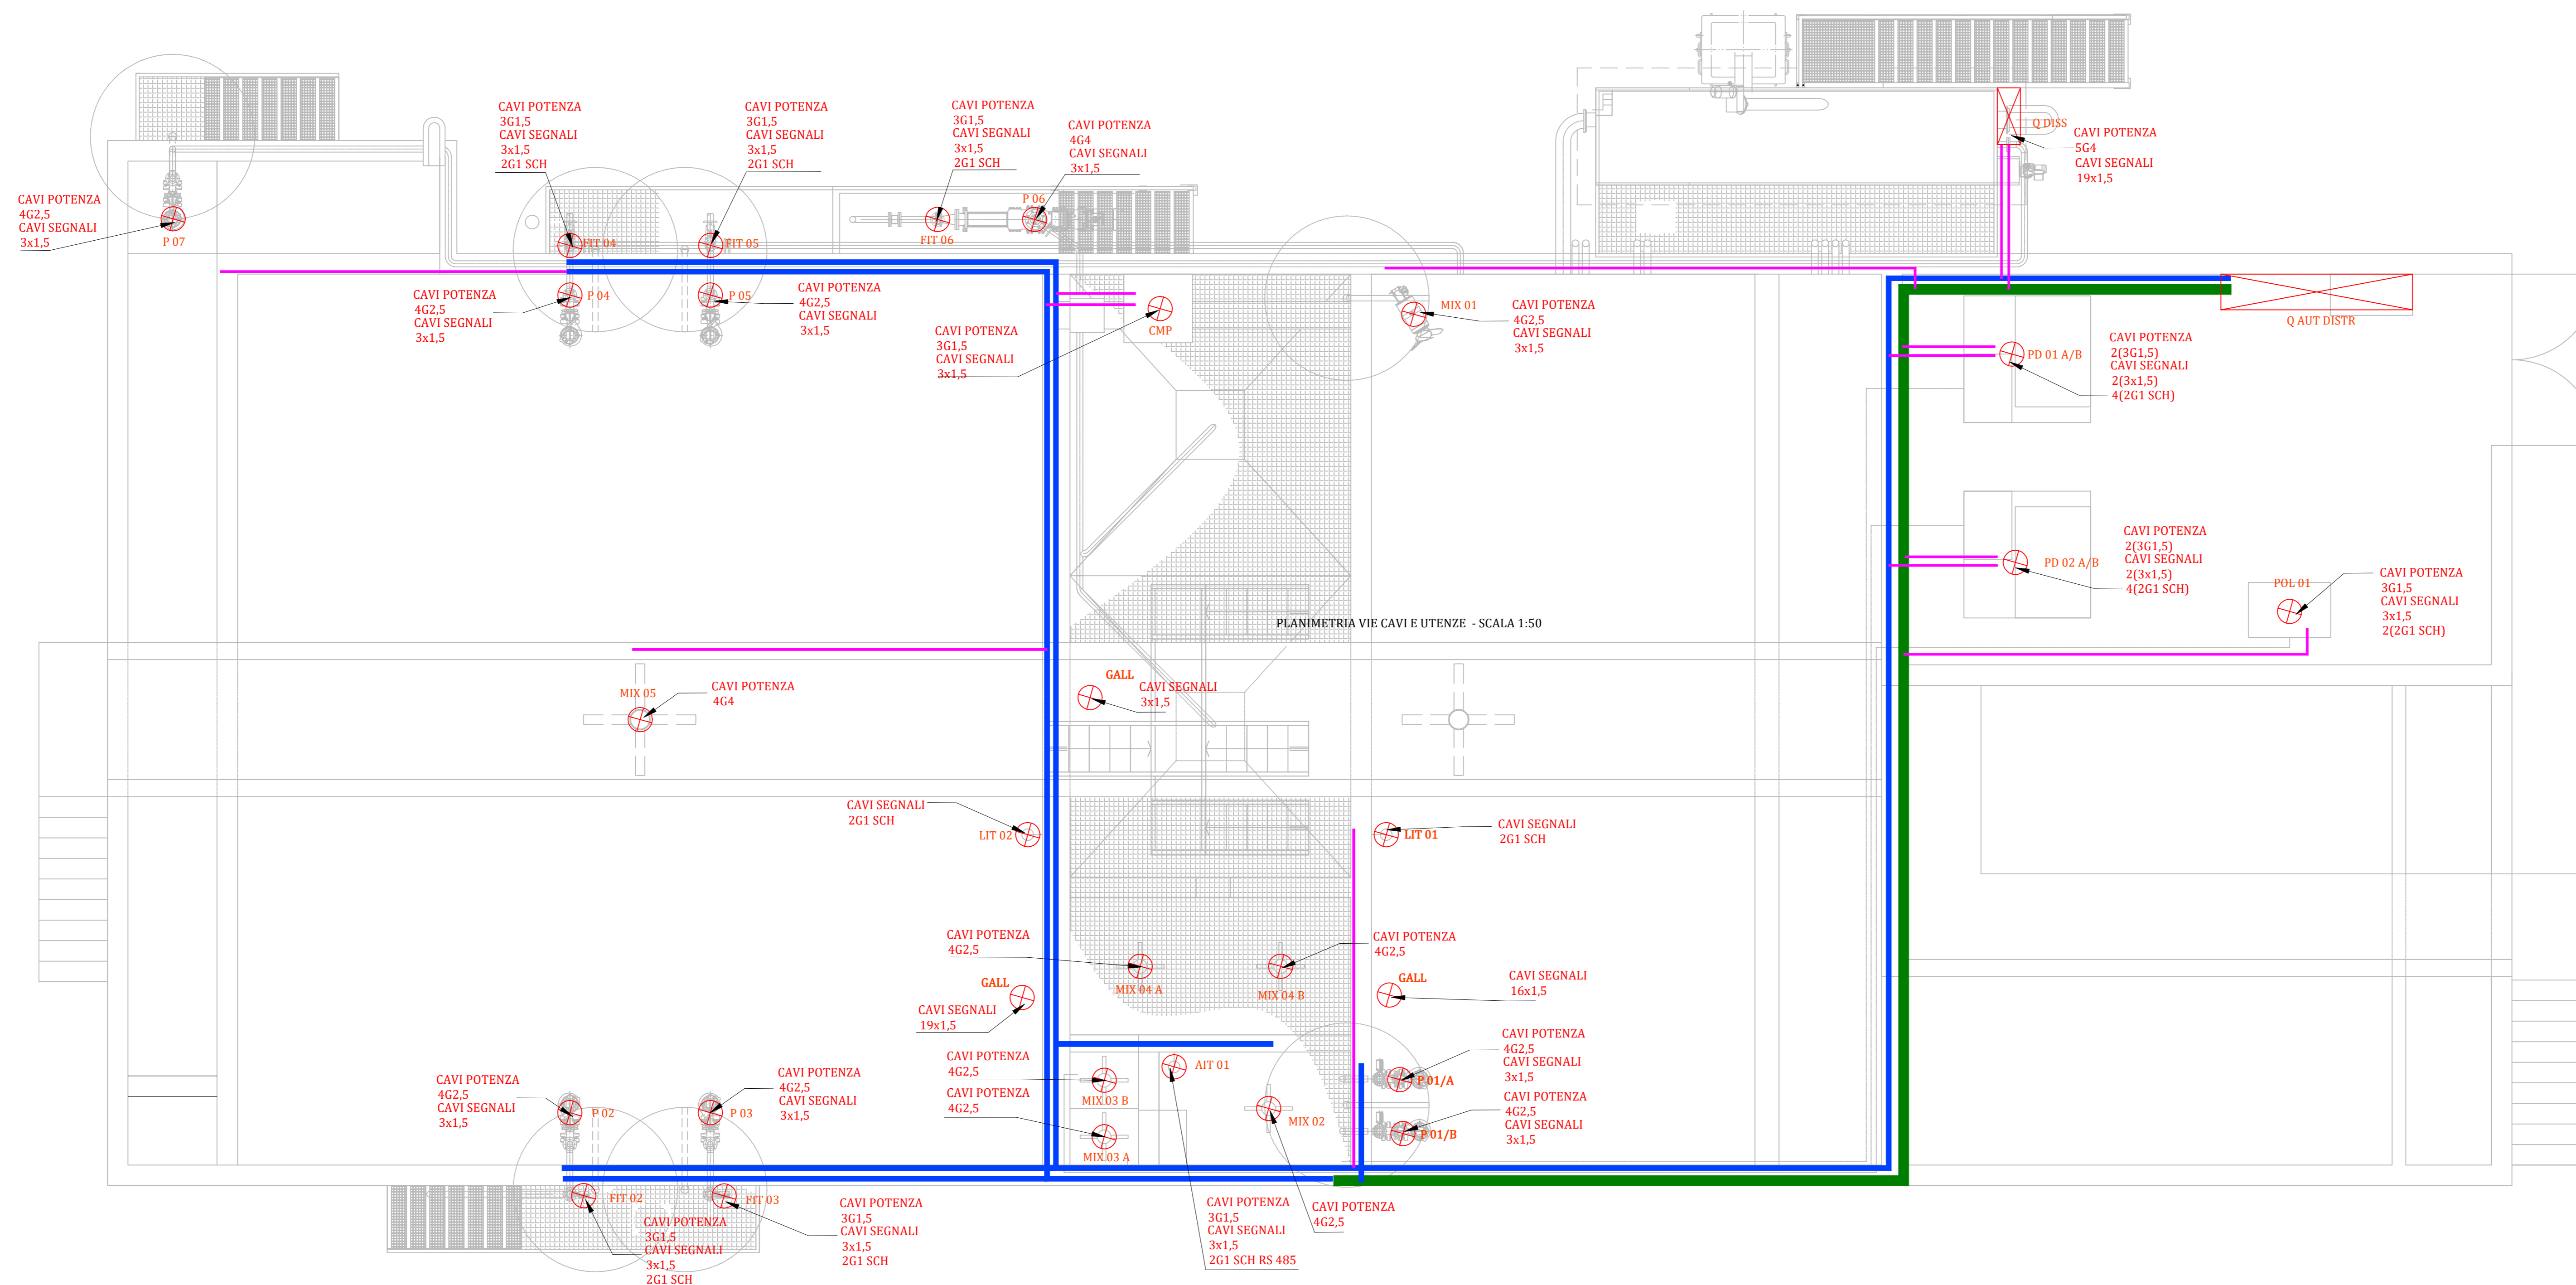 CAVI POTENZA
4G2,5
CAVI SEGNALI
3x1,5
P 07
CAVI POTENZA
3G1,5
CAVI SEGNALI
3x1,5
2G1 SCH
FIT 04
CAVI POTENZA
3G1,5
CAVI SEGNALI
3x1,5
2G1 SCH
FIT 05
CAVI POTENZA
3G1,5
CAVI SEGNALI
3x1,5
2G1 SCH
FIT 06
CAVI POTENZA
4G4
CAVI SEGNALI
3x1,5
P 06
Q DISS
CAVI POTENZA
5G4
CAVI SEGNALI
19x1,5
CAVI POTENZA
4G2,5
CAVI SEGNALI
3x1,5
P 04
P 05
CAVI POTENZA
4G2,5
CAVI SEGNALI
3x1,5
CAVI POTENZA
3G1,5
CAVI SEGNALI
3x1,5
CMP
MIX 01
CAVI POTENZA
4G2,5
CAVI SEGNALI
3x1,5
Q AUT DISTR
PD 01 A/B
CAVI POTENZA
2(3G1,5)
CAVI SEGNALI
2(3x1,5)
4(2G1 SCH)
PD 02 A/B
CAVI POTENZA
2(3G1,5)
CAVI SEGNALI
2(3x1,5)
4(2G1 SCH)
POL 01
CAVI POTENZA
3G1,5
CAVI SEGNALI
3x1,5
2(2G1 SCH)
PLANIMETRIA VIE CAVI E UTENZE - SCALA 1:50
MIX 05
CAVI POTENZA
4G4
GALL
CAVI SEGNALI
3x1,5
CAVI SEGNALI
2G1 SCH
LIT 02
LIT 01
CAVI SEGNALI
2G1 SCH
CAVI POTENZA
4G2,5
MIX 04 A
MIX 04 B
CAVI POTENZA
4G2,5
GALL
CAVI SEGNALI
19x1,5
GALL
CAVI SEGNALI
16x1,5
CAVI POTENZA
4G2,5
MIX 03 B
CAVI POTENZA
4G2,5
MIX 03 A
AIT 01
MIX 02
P 01/A
CAVI POTENZA
4G2,5
CAVI SEGNALI
3x1,5
P 01/B
CAVI POTENZA
4G2,5
CAVI SEGNALI
3x1,5
CAVI POTENZA
4G2,5
CAVI SEGNALI
3x1,5
P 02
P 03
CAVI POTENZA
4G2,5
CAVI SEGNALI
3x1,5
FIT 02
CAVI POTENZA
3G1,5
CAVI SEGNALI
3x1,5
2G1 SCH
FIT 03
CAVI POTENZA
3G1,5
CAVI SEGNALI
3x1,5
2G1 SCH
CAVI POTENZA
3G1,5
CAVI SEGNALI
3x1,5
2G1 SCH RS 485
CAVI POTENZA
4G2,5